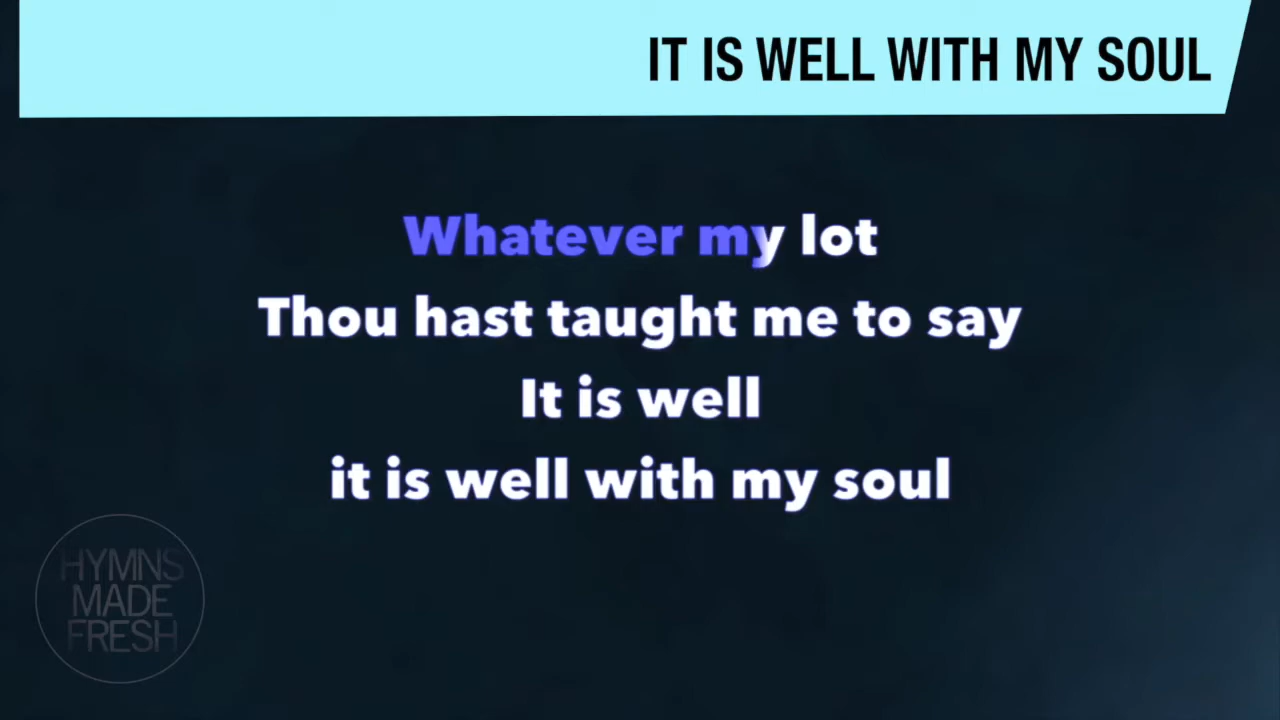 IT IS WELL WITH MY SOUL
Whatever my lot
Thou hast taught me to say
It is well
it is well with my soul
HYMNS
MADE
FRESH